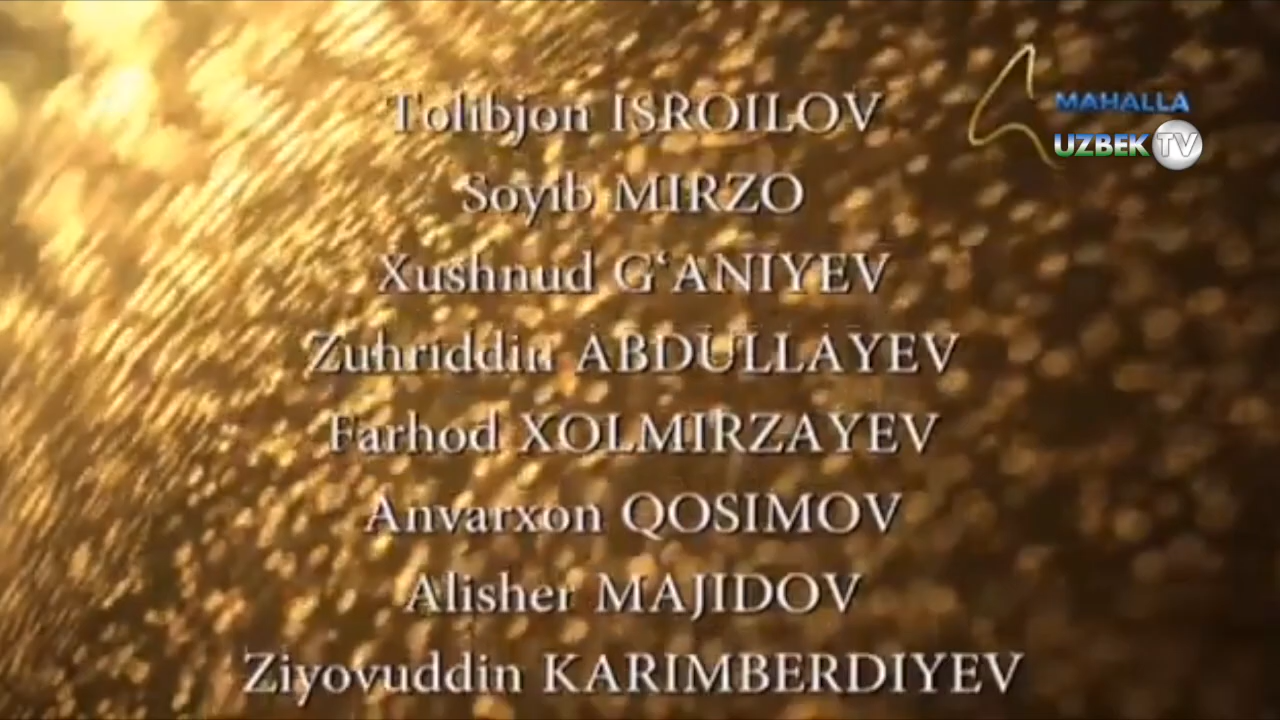 Tolibjon ISROILOV
MAHALLA
UZBEK TV
Soyib MIRZO
Xushnud G‘ANIYEV
Zuhriddin ABDULLAYEV
Farhod XOLMIRZAYEV
Anvarxon QOSIMOV
Alisher MAJIDOV
Ziyovuddin KARIMBERDIYEV